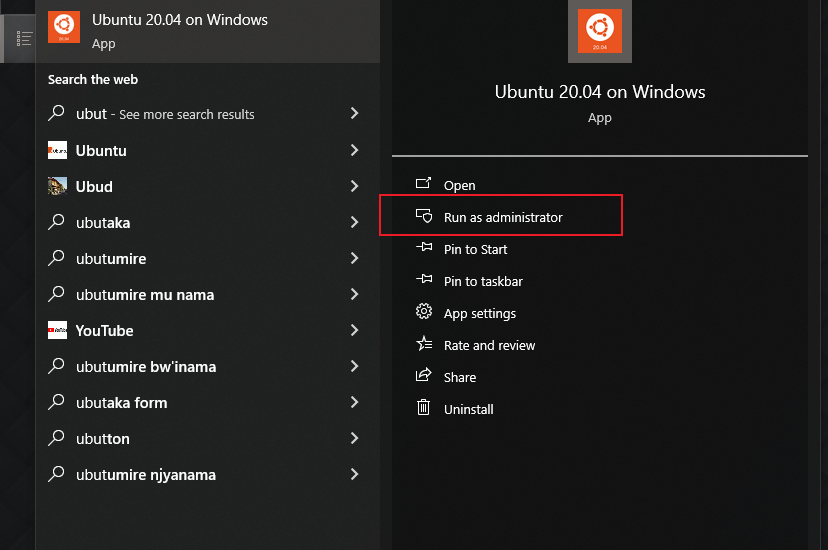 Ubuntu 20.04 on Windows
App
Search the web
ubut - See more search results
Ubuntu
Ubud
ubutaka
ubutumire
ubutumire mu nama
YouTube
ubutumire bw'inama
ubutaka form
ubutton
ubutumire njyanama
20.04
Ubuntu 20.04 on Windows
App
Open
Run as administrator
Pin to Start
Pin to taskbar
App settings
Rate and review
Share
Uninstall